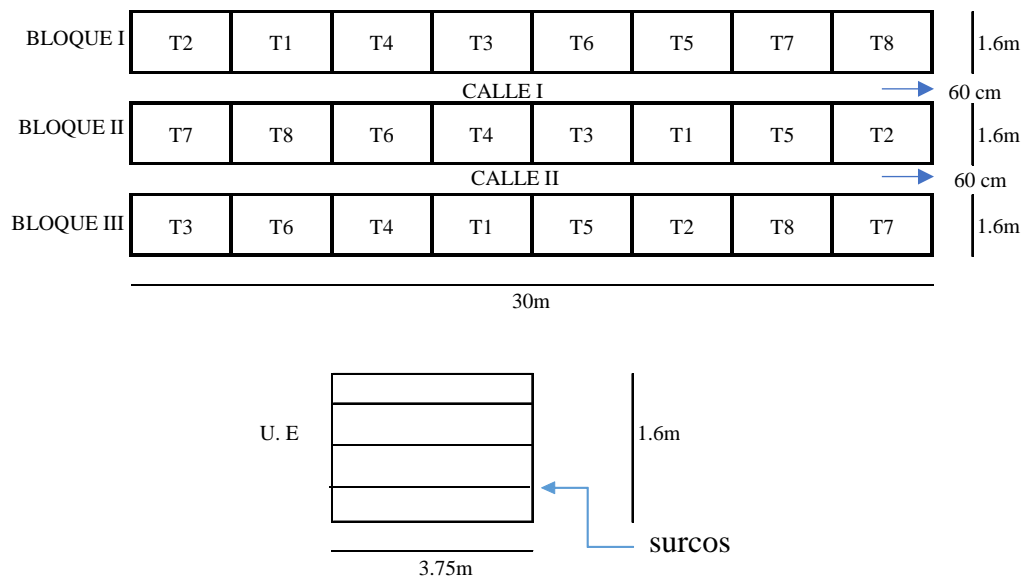 BLOQUE I T2 T1 T4 T3 T6 T5 T7 T8 1.6m
CALLE I 60 cm
BLOQUE II T7 T8 T6 T4 T3 T1 T5 T2 1.6m
CALLE II 60 cm
BLOQUE III T3 T6 T4 T1 T5 T2 T8 T7 1.6m
30m
U. E 1.6m
surcos
3.75m